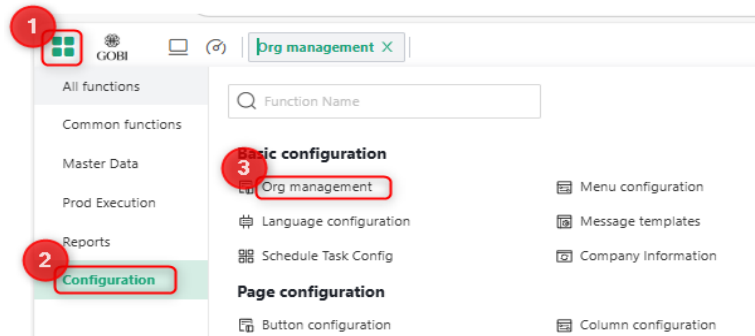 1
GOBI
Org management ×
All functions
Function Name
Common functions
Basic configuration
Master Data
3
Org management
Menu configuration
Prod Execution
Language configuration
Message templates
Reports
2
Schedule Task Config
Company Information
Configuration
Page configuration
Button configuration
Column configuration